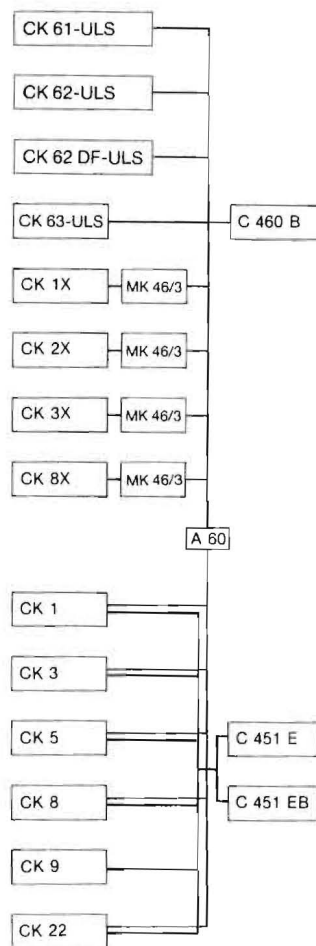 CK 61-ULS
CK 62-ULS
CK 62 DF-ULS
CK 63-ULS
C 460 B
CK 1X
MK 46/3
CK 2X
MK 46/3
CK 3X
MK 46/3
CK 8X
MK 46/3
A 60
CK 1
CK 3
CK 5
C 451 E
CK 8
C 451 EB
CK 9
CK 22